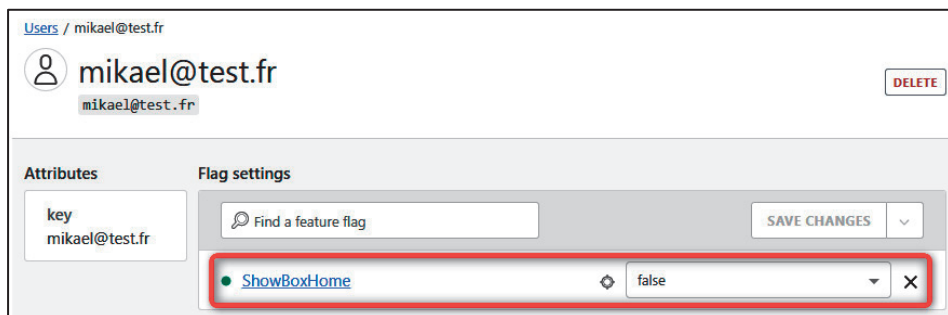 Users / mikael@test.fr
mikael@test.fr
mikael@test.fr
DELETE
Attributes
Flag settings
key
mikael@test.fr
Find a feature flag
SAVE CHANGES
ShowBoxHome
false